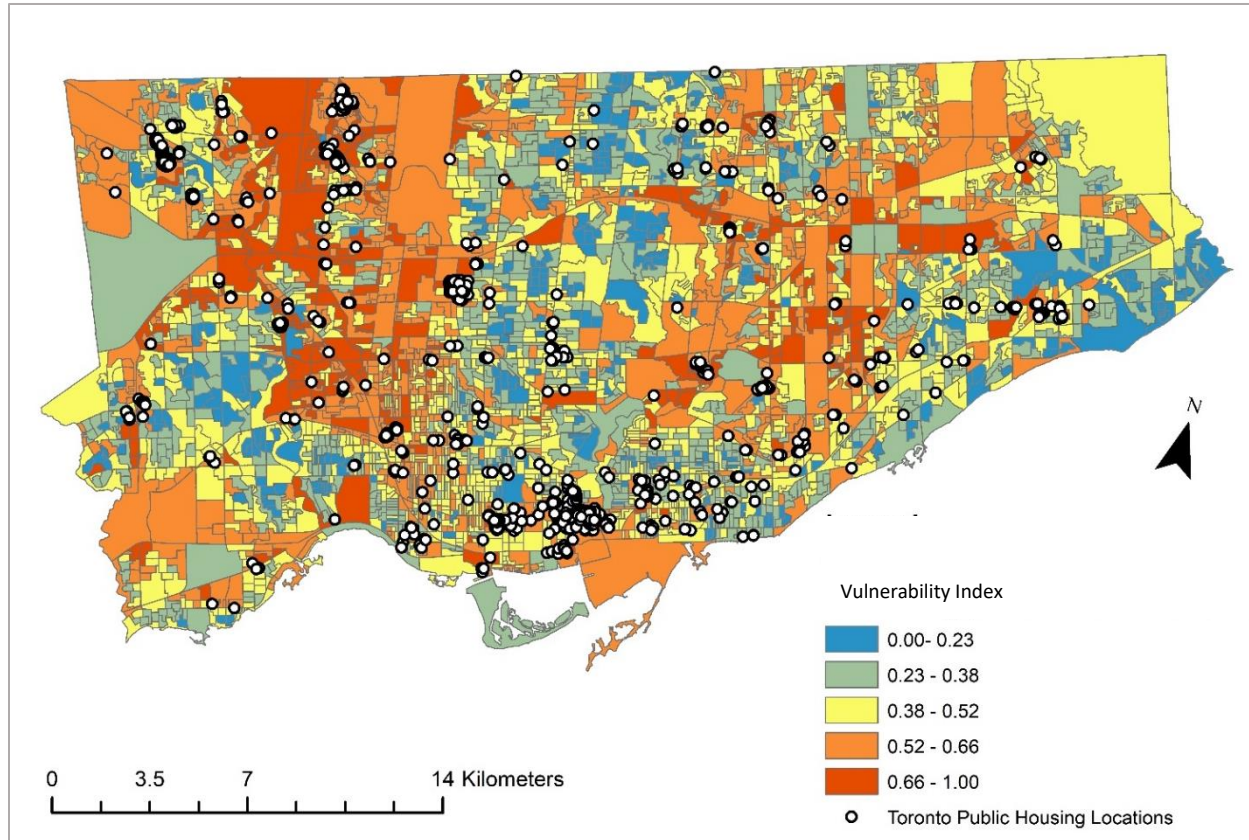 N
Vulnerability Index
0.00- 0.23
0.23 - 0.38
0.38 - 0.52
0.52 - 0.66
0.66 - 1.00
Toronto Public Housing Locations
0 3.5 7 14 Kilometers